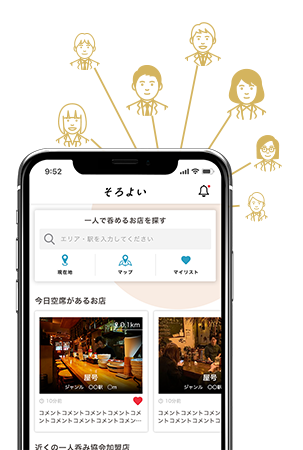 9:52
そろよい
一人で呑めるお店を探す
エリア・駅を入力してください
現在地
マップ
マイリスト
今日空席があるお店
0.1km
屋号
ジャンル 〇〇駅 〇m
10分前
コメントコメントコメントコメント
コメントコメントコメントコメン…
屋号
ジャンル 〇〇駅
10分前
コメントコメントコメント
コメントコメントコメント
近くの一人呑み協会加盟店